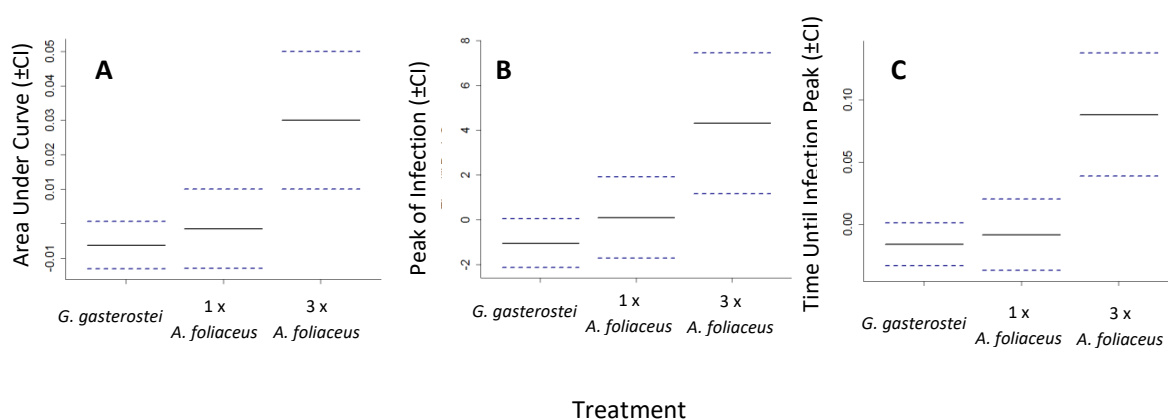 A
Area Under Curve (±CI)
0.05
0.04
0.03
0.01
-0.01
G. gasterostei
1 x
A. foliaceus
3 x
A. foliaceus
B
Peak of Infection (±CI)
8
6
4
2
0
-2
G. gasterostei
1 x
A. foliaceus
3 x
A. foliaceus
C
Time Until Infection Peak (±CI)
0.10
0.05
0.00
G. gasterostei
1 x
A. foliaceus
3 x
A. foliaceus
Treatment